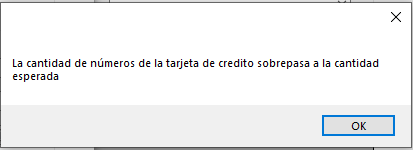 La cantidad de números de la tarjeta de credito sobrepasa a la cantidad
esperada
OK